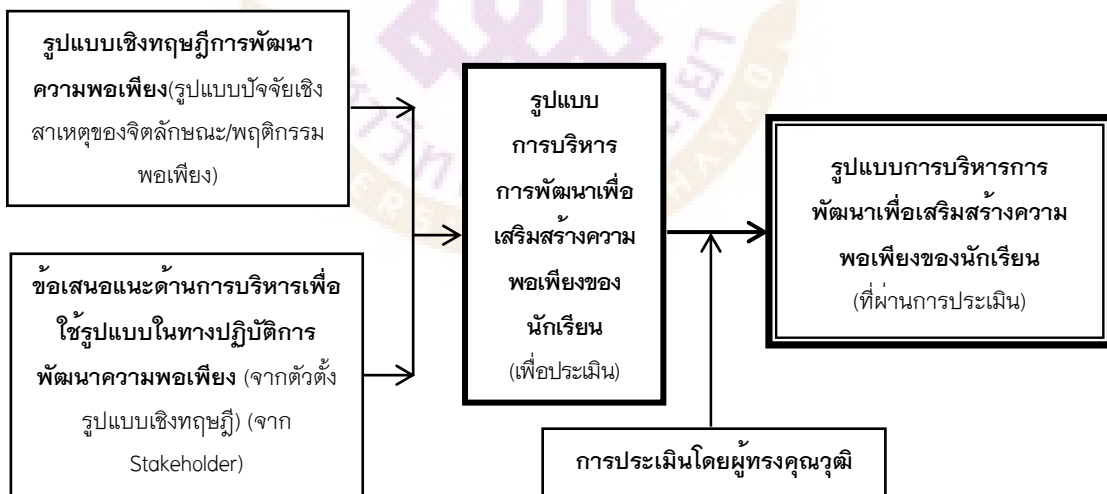 รูปแบบเชิงทฤษฎีการพัฒนา
ความพอเพียง(รูปแบบปัจจัยเชิง
สาเหตุของจิตลักษณะ/พฤติกรรม
พอเพียง)
ข้อเสนอแนะด้านการบริหารเพื่อ
ใช้รูปแบบในทางปฏิบัติการ
พัฒนาความพอเพียง (จากตัวตั้ง
รูปแบบเชิงทฤษฎี) (จาก
Stakeholder)
รูปแบบ
การบริหาร
การพัฒนาเพื่อ
เสริมสร้างความ
พอเพียงของ
นักเรียน
(เพื่อประเมิน)
การประเมินโดยผู้ทรงคุณวุฒิ
รูปแบบการบริหารการ
พัฒนาเพื่อเสริมสร้างความ
พอเพียงของนักเรียน
(ที่ผ่านการประเมิน)